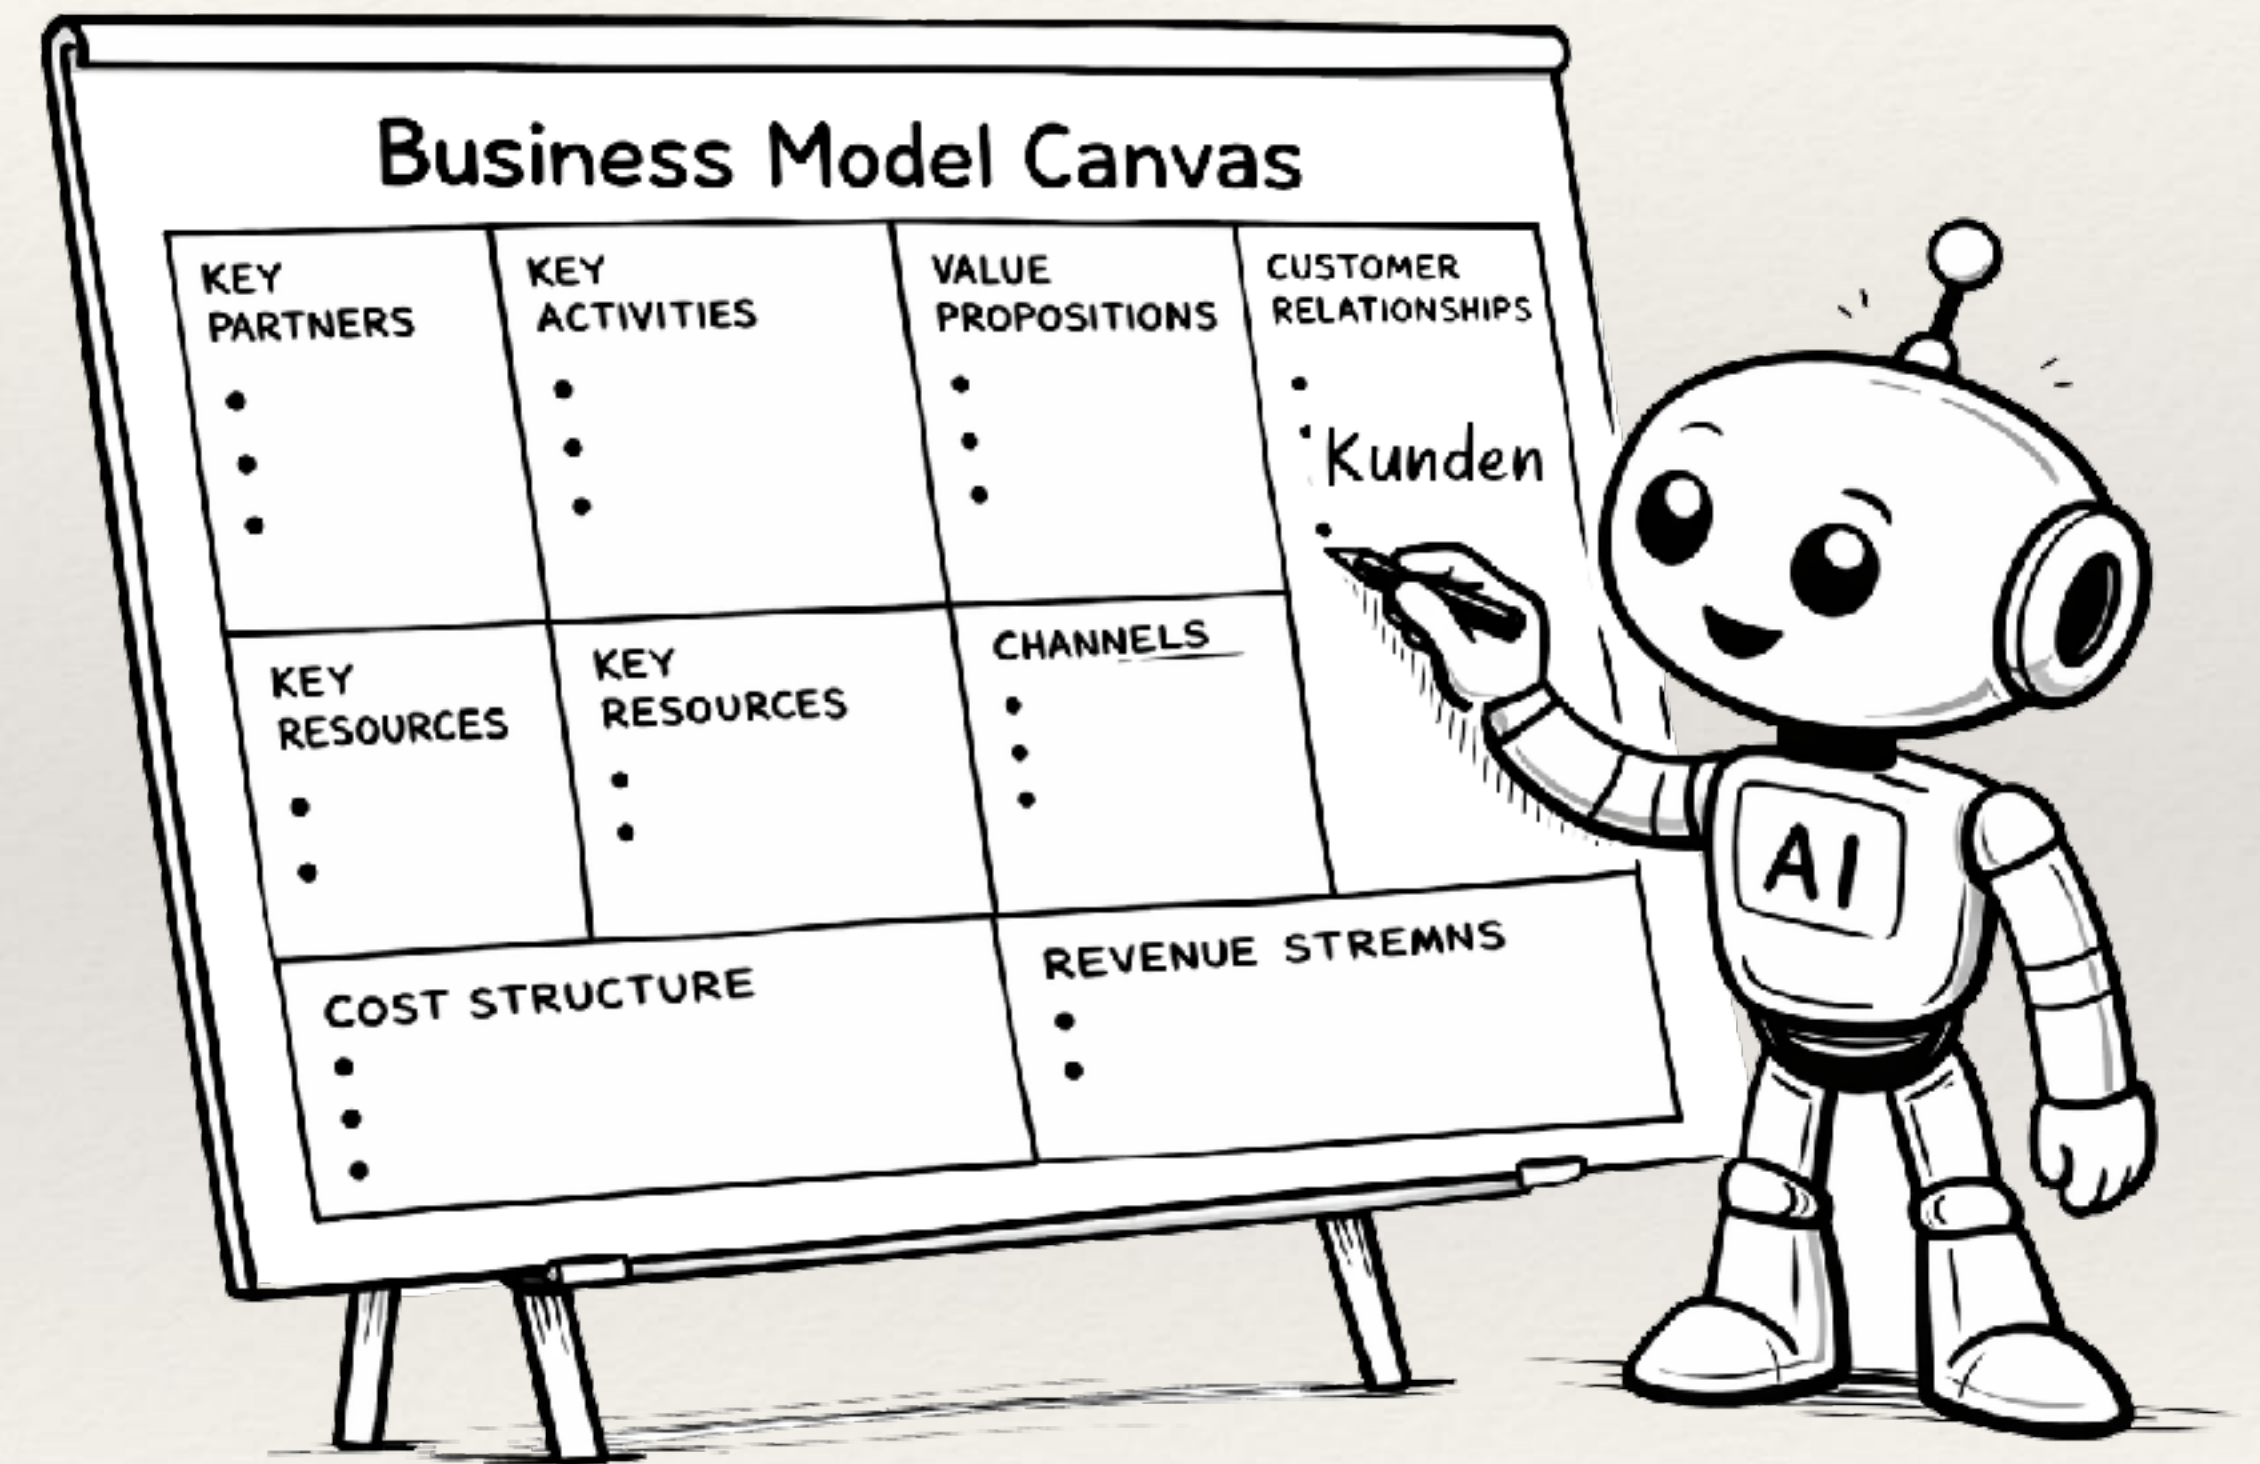 Business Model Canvas
KEY
PARTNERS
KEY
ACTIVITIES
VALUE
PROPOSITIONS
CUSTOMER
RELATIONSHIPS
Kunden
KEY
RESOURCES
KEY
RESOURCES
CHANNELS
COST STRUCTURE
REVENUE STREMNS
AI